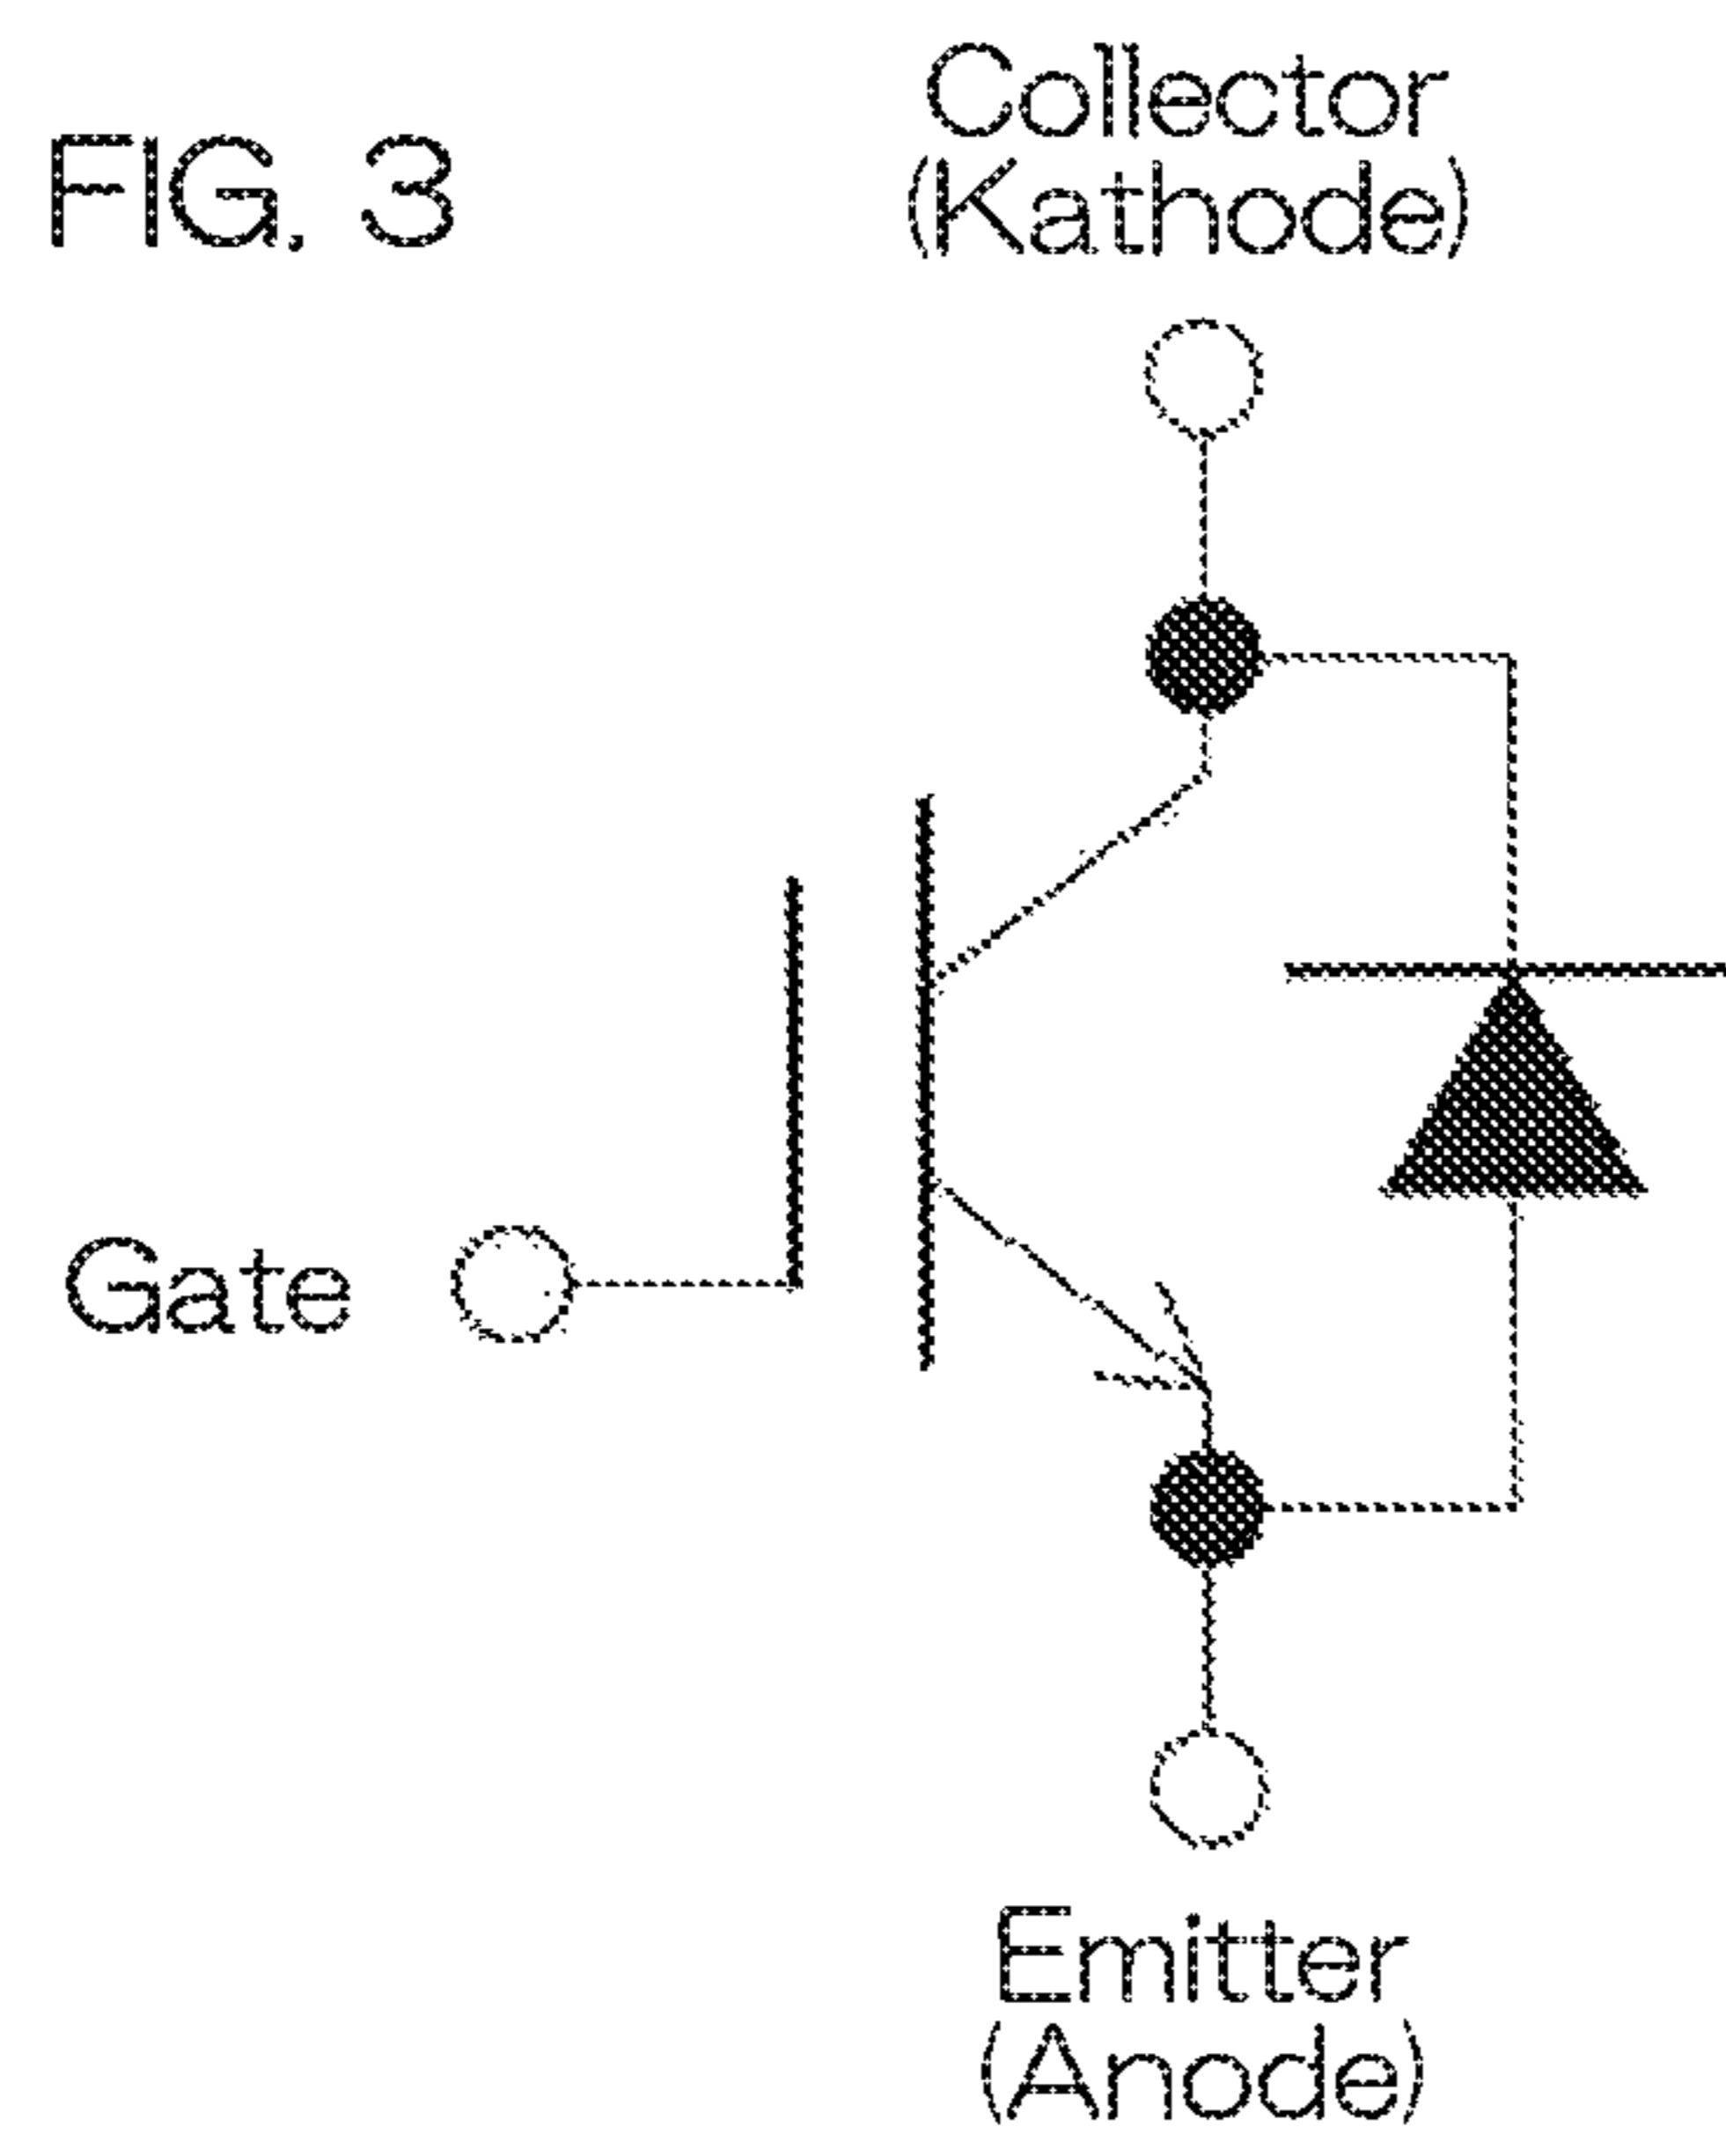 FIG. 3
Collector
(Kathode)
Gate
Emitter
(Anode)